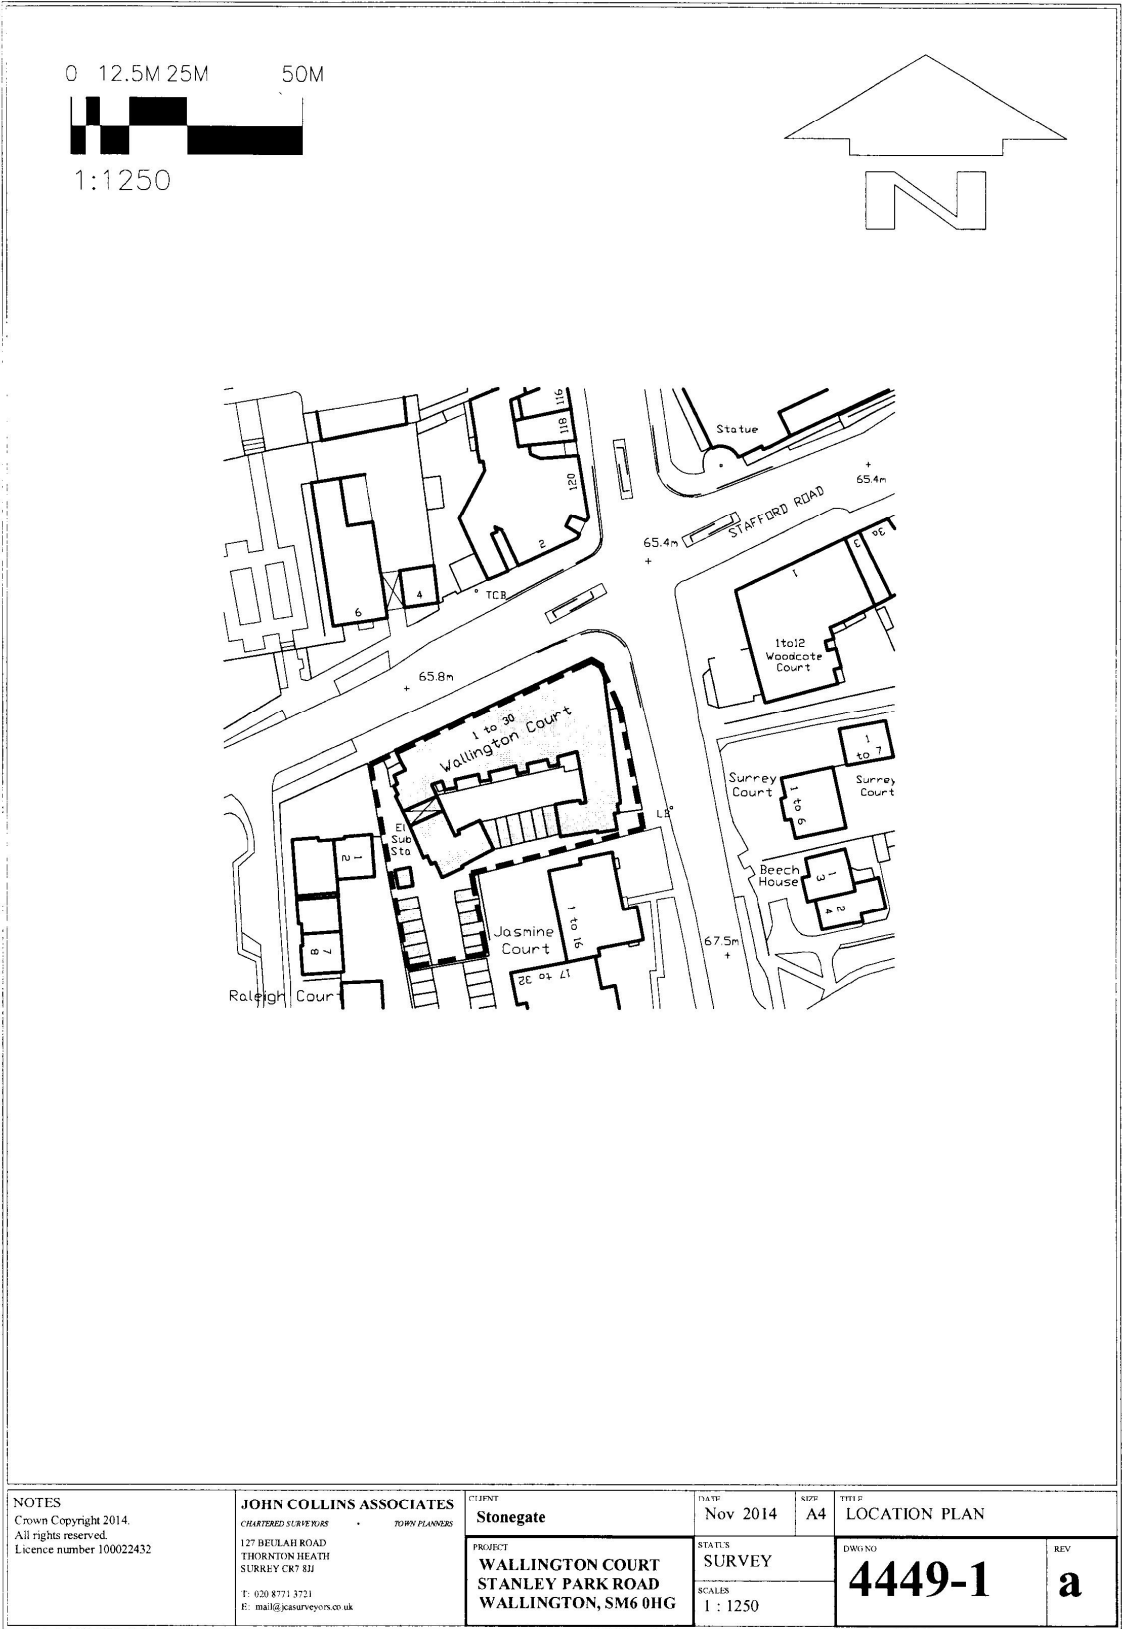 0 12.5M 25M 50M
1:1250
N
116
118
120
Statue
65.4m
STAFFORD ROAD
65.4m
2
3
3a
1
TCB
4
6
1to12
Woodcote
Court
65.8m
1 to 30
Wallington Court
1
to 7
Surrey
Court
1 to 6
Surrey
Court
LB
El
Sub
Sta
1
2
Beech
House
1
3
2
4
Jasmine
Court
1 to 16
67.5m
7
8
17 to 32
Raleigh Court
NOTES
Crown Copyright 2014.
All rights reserved.
Licence number 100022432
JOHN COLLINS ASSOCIATES
CHARTERED SURVEYORS • TOWN PLANNERS
127 BEULAH ROAD
THORNTON HEATH
SURREY CR7 8JJ
T: 020 8771 3721
E: mail@jcasurveyors.co.uk
CLIENT
Stonegate
PROJECT
WALLINGTON COURT
STANLEY PARK ROAD
WALLINGTON, SM6 0HG
DATE
Nov 2014
SIZE
A4
TITLE
LOCATION PLAN
STATUS
SURVEY
SCALES
1 : 1250
DWG NO
4449-1
REV
a